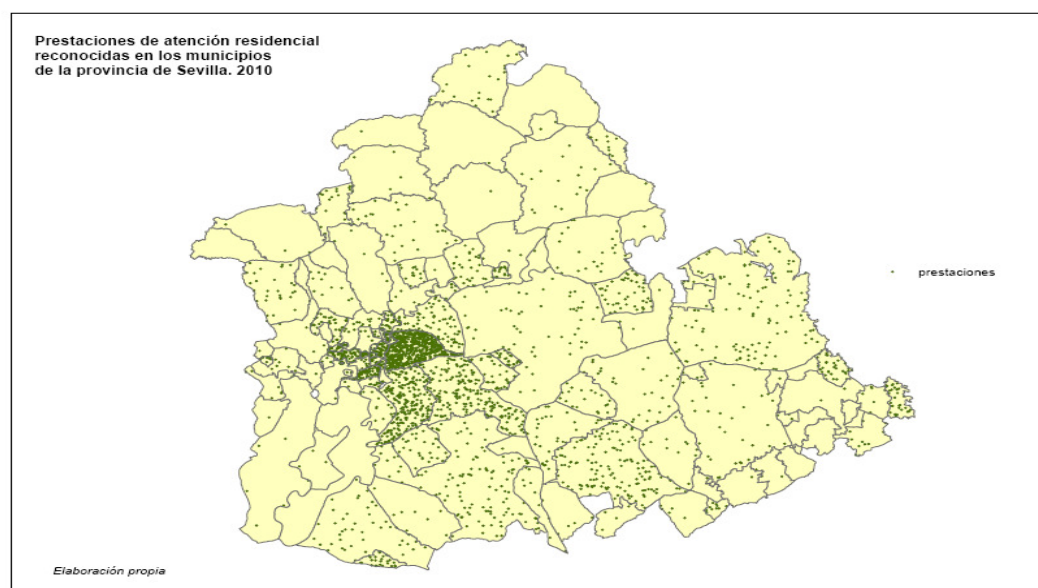 Prestaciones de atención residencial
reconocidas en los municipios
de la provincia de Sevilla. 2010
prestaciones
Elaboración propia